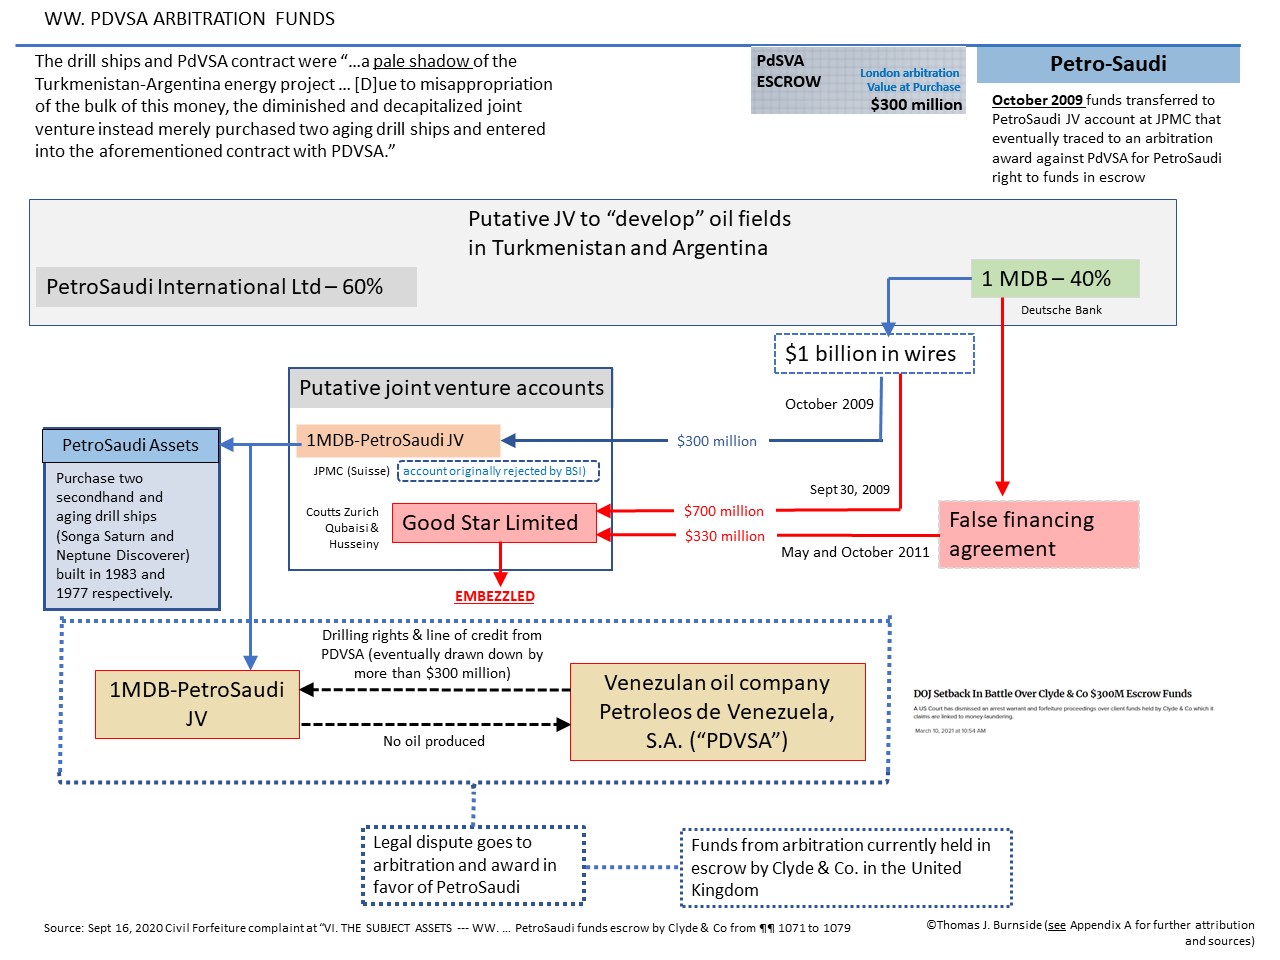 WW. PDVSA ARBITRATION FUNDS
The drill ships and PdVSA contract were “…a pale shadow of the
Turkmenistan-Argentina energy project … [D]ue to misappropriation
of the bulk of this money, the diminished and decapitalized joint
venture instead merely purchased two aging drill ships and entered
into the aforementioned contract with PDVSA.”
PdSVA
ESCROW
London arbitration
Value at Purchase
$300 million
Petro-Saudi
October 2009 funds transferred to
PetroSaudi JV account at JPMC that
eventually traced to an arbitration
award against PdVSA for PetroSaudi
right to funds in escrow
Putative JV to “develop” oil fields
in Turkmenistan and Argentina
PetroSaudi International Ltd – 60%
1 MDB – 40%
Deutsche Bank
$1 billion in wires
October 2009
Putative joint venture accounts
1MDB-PetroSaudi JV
$300 million
JPMC (Suisse)
account originally rejected by BSI)
PetroSaudi Assets
Purchase two
secondhand and
aging drill ships
(Songa Saturn and
Neptune Discoverer)
built in 1983 and
1977 respectively.
Sept 30, 2009
Coutts Zurich
Qubaisi &
Husseiny
Good Star Limited
$700 million
$330 million
May and October 2011
False financing
agreement
EMBEZZLED
Drilling rights & line of credit from
PDVSA (eventually drawn down by
more than $300 million)
1MDB-PetroSaudi
JV
No oil produced
Venezulan oil company
Petroleos de Venezuela,
S.A. (“PDVSA”)
DOJ Setback In Battle Over Clyde & Co $300M Escrow Funds
A US Court has dismissed an arrest warrant and forfeiture proceedings over client funds held by Clyde & Co which it
claims are linked to money laundering.
March 10, 2021 at 10:54 AM
Legal dispute goes to
arbitration and award in
favor of PetroSaudi
Funds from arbitration currently held in
escrow by Clyde & Co. in the United
Kingdom
Source: Sept 16, 2020 Civil Forfeiture complaint at “VI. THE SUBJECT ASSETS --- WW. … PetroSaudi funds escrow by Clyde & Co from ¶¶ 1071 to 1079
©Thomas J. Burnside (see Appendix A for further attribution
and sources)